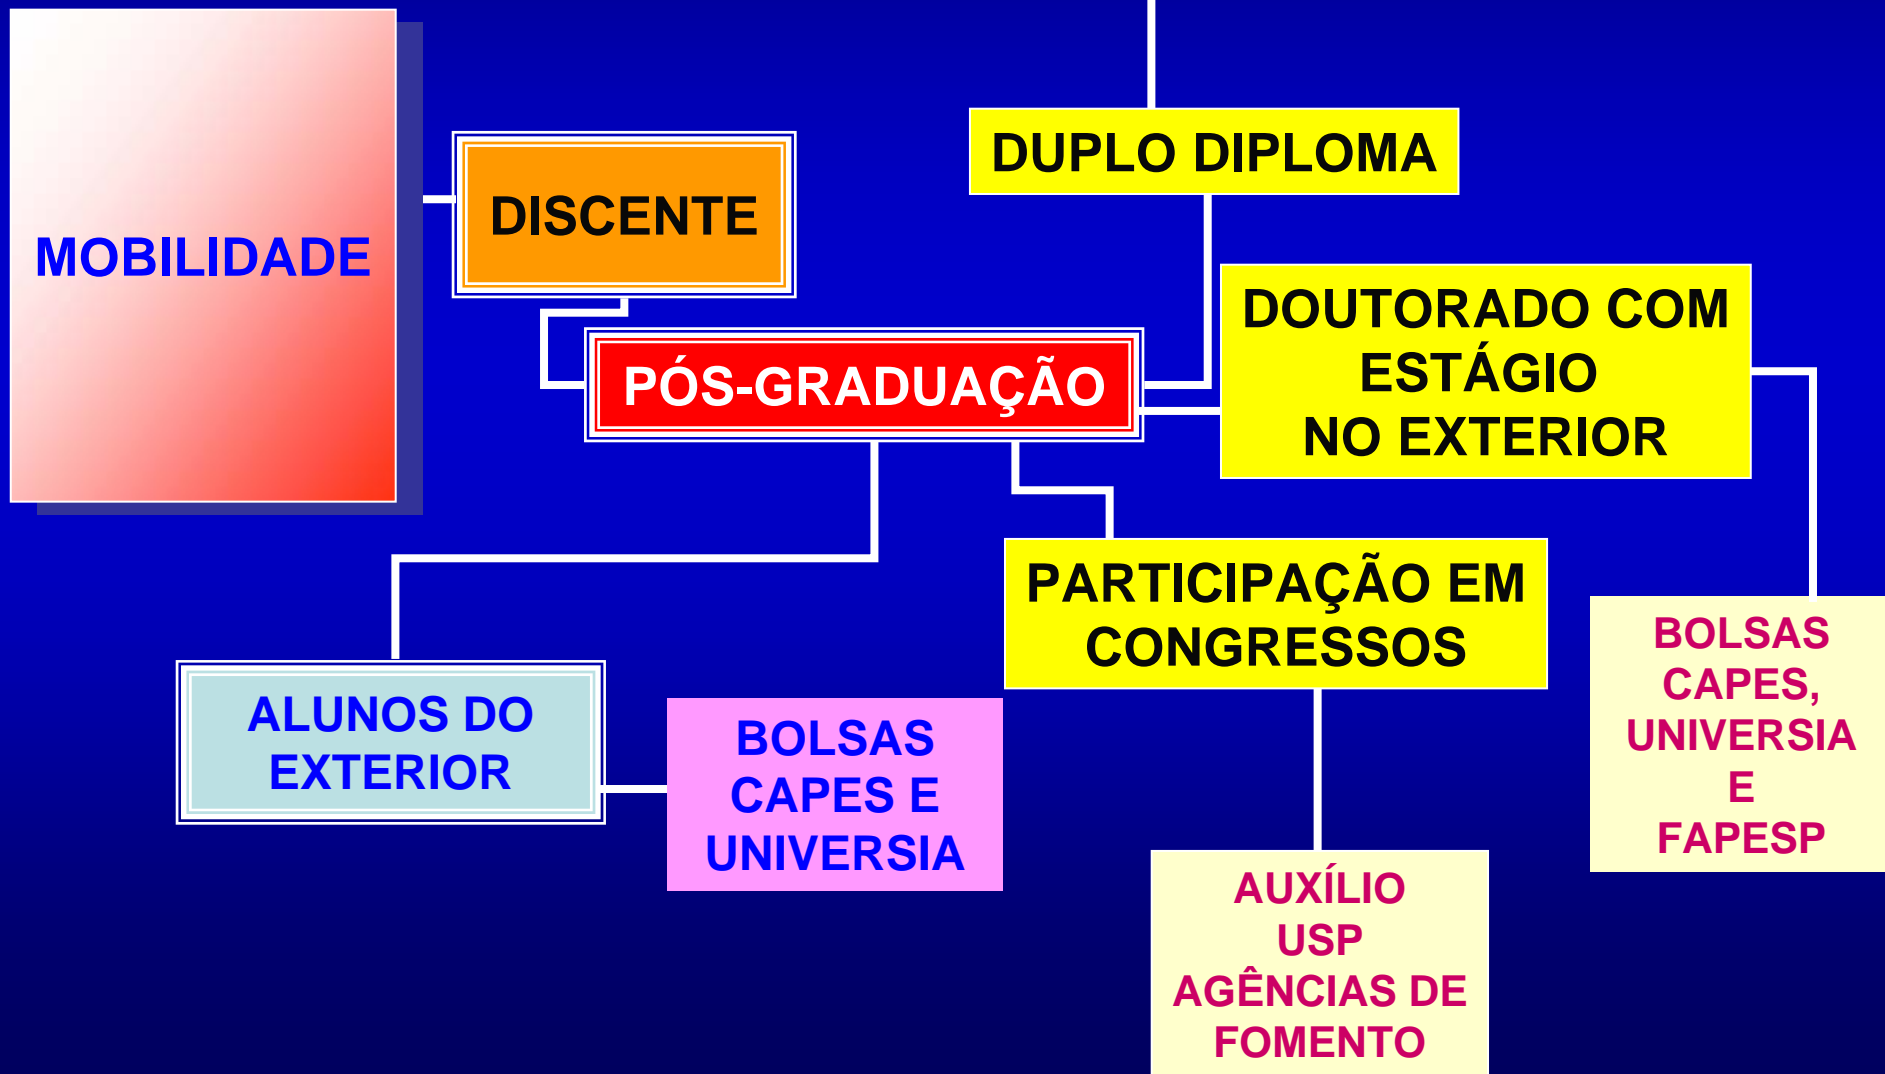 MOBILIDADE
DISCENTE
PÓS-GRADUAÇÃO
DUPLO DIPLOMA
DOUTORADO COM
ESTÁGIO
NO EXTERIOR
PARTICIPAÇÃO EM
CONGRESSOS
ALUNOS DO
EXTERIOR
BOLSAS
CAPES E
UNIVERSIA
AUXÍLIO
USP
AGÊNCIAS DE
FOMENTO
BOLSAS
CAPES,
UNIVERSIA
E
FAPESP